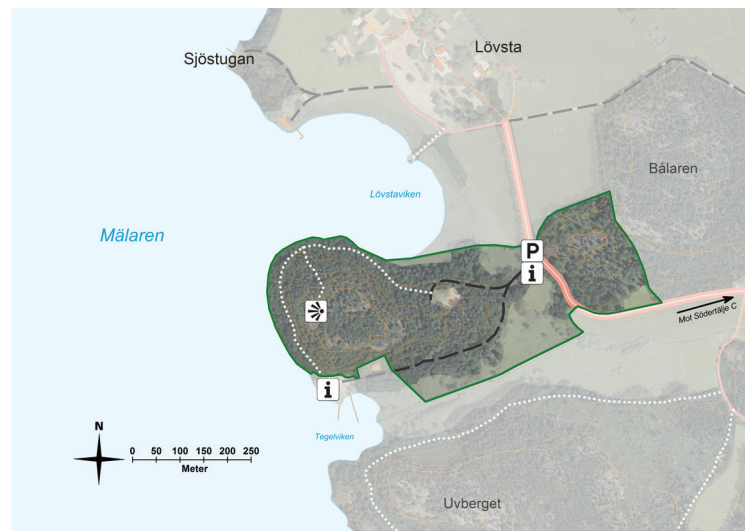 Lövsta
Sjöstugan
Bålaren
Lövstaviken
Mälaren
P
i
Mot Södertälje C
i
N
0 50 100 150 200 250
Meter
Tegelviken
Uvberget